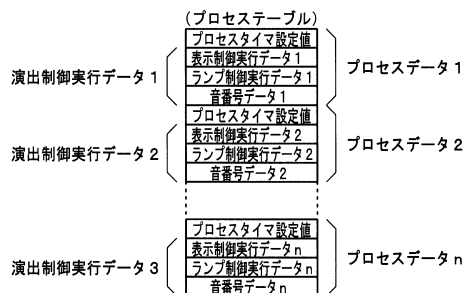 (プロセステーブル)
プロセスタイマ設定値
表示制御実行データ1
ランプ制御実行データ1
音番号データ1
演出制御実行データ1
プロセスデータ1
プロセスタイマ設定値
表示制御実行データ2
ランプ制御実行データ2
音番号データ2
演出制御実行データ2
プロセスデータ2
プロセスタイマ設定値
表示制御実行データn
ランプ制御実行データn
音番号データn
演出制御実行データ3
プロセスデータn